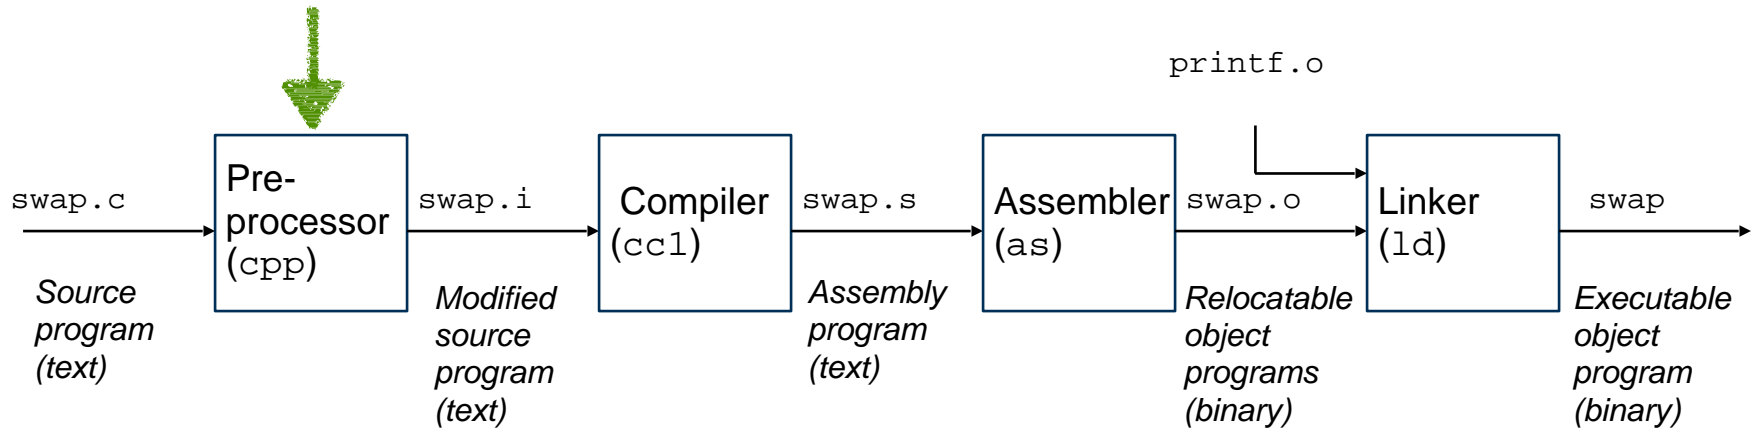 printf.o
swap.c
Pre-
processor
(cpp)
swap.i
Compiler
(cc1)
swap.s
Assembler
(as)
swap.o
Linker
(ld)
swap
Source
program
(text)
Modified
source
program
(text)
Assembly
program
(text)
Relocatable
object
programs
(binary)
Executable
object
program
(binary)